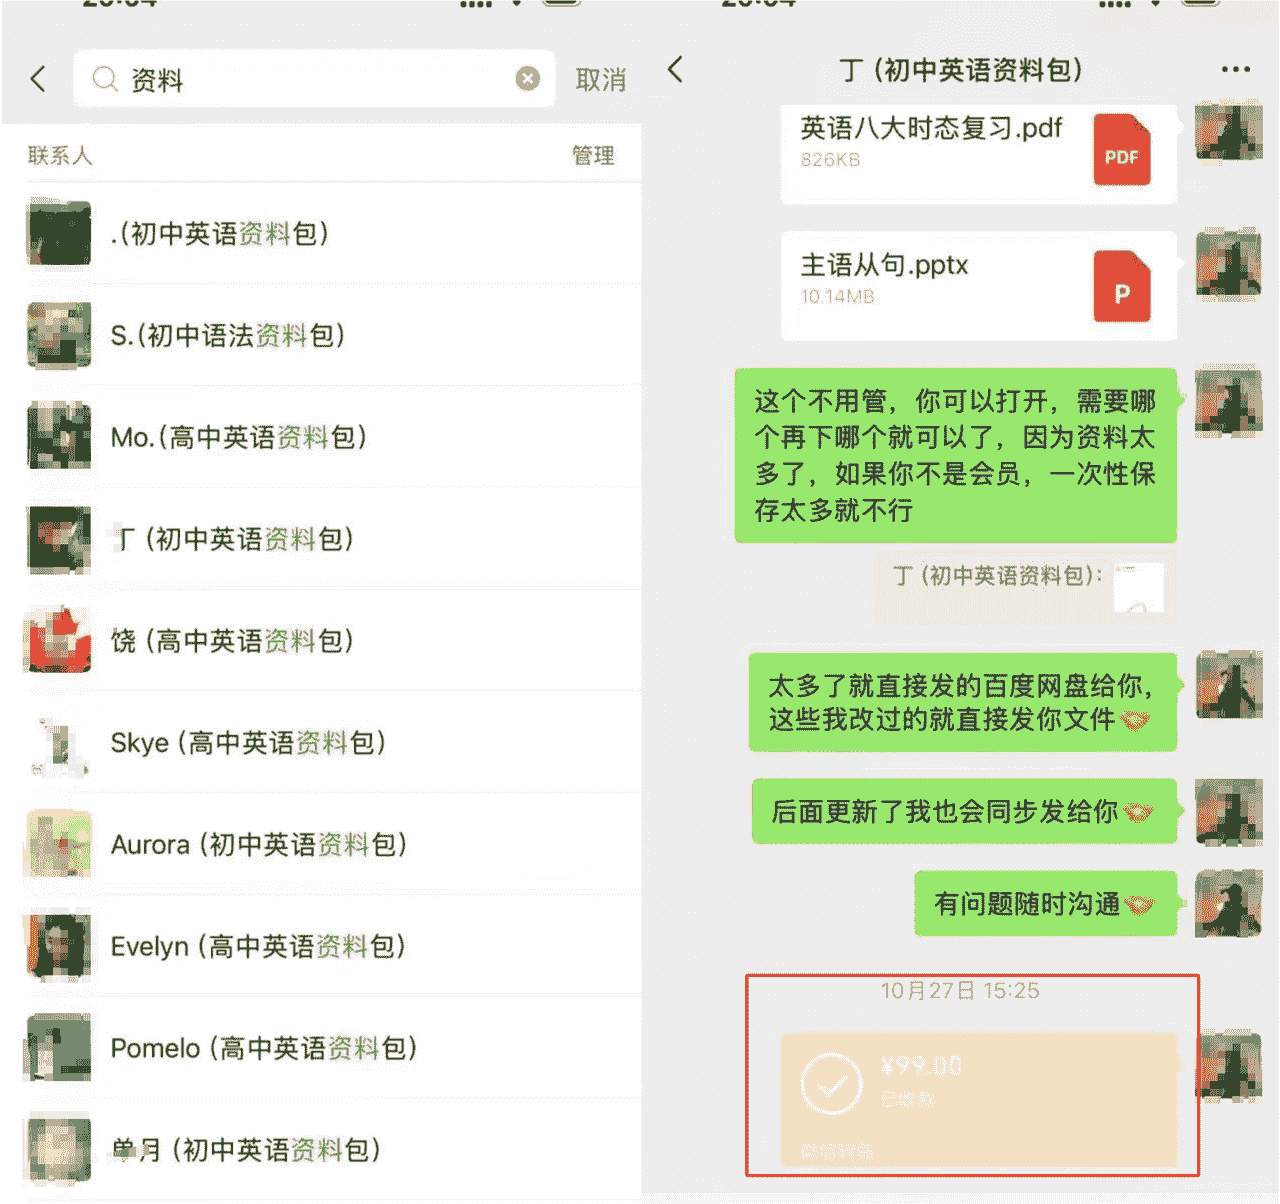 资料
取消
联系人
管理
.(初中英语资料包)
S.(初中语法资料包)
Mo.(高中英语资料包)
丁 (初中英语资料包)
饶 (高中英语资料包)
Skye (高中英语资料包)
Aurora (初中英语资料包)
Evelyn (高中英语资料包)
Pomelo (高中英语资料包)
单月 (初中英语资料包)
丁 (初中英语资料包)
英语八大时态复习.pdf
826KB
PDF
主语从句.pptx
10.14MB
P
这个不用管，你可以打开，需要哪
个再下哪个就可以了，因为资料太
多了，如果你不是会员，一次性保
存太多就不行
丁 (初中英语资料包)：
太多了就直接发的百度网盘给你，
这些我改过的就直接发你文件🤝
后面更新了我也会同步发给你🤝
有问题随时沟通🤝
10月27日 15:25
¥99.00
已收款
微信转账